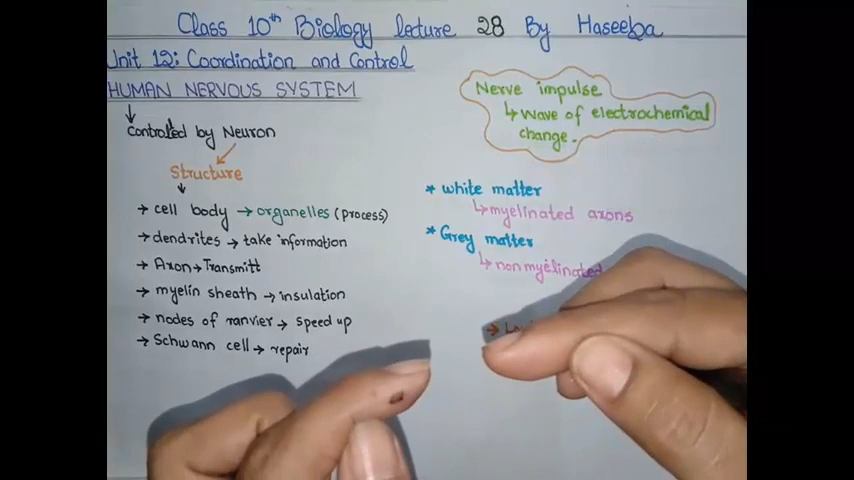 Class 10th Biology lecture 28 By Haseeba
Unit 12: Coordination and Control
HUMAN NERVOUS SYSTEM
Controlled by Neuron
Structure
→ cell body → organelles (process)
→ dendrites → take information
→ Axon → Transmitt
→ myelin sheath → insulation
→ nodes of ranvier → speed up
→ Schwann cell → repair
Nerve impulse
↳ Wave of electrochemical
change.
* white matter
↳ myelinated axons
* Grey matter
↳ nonmyelinated
→